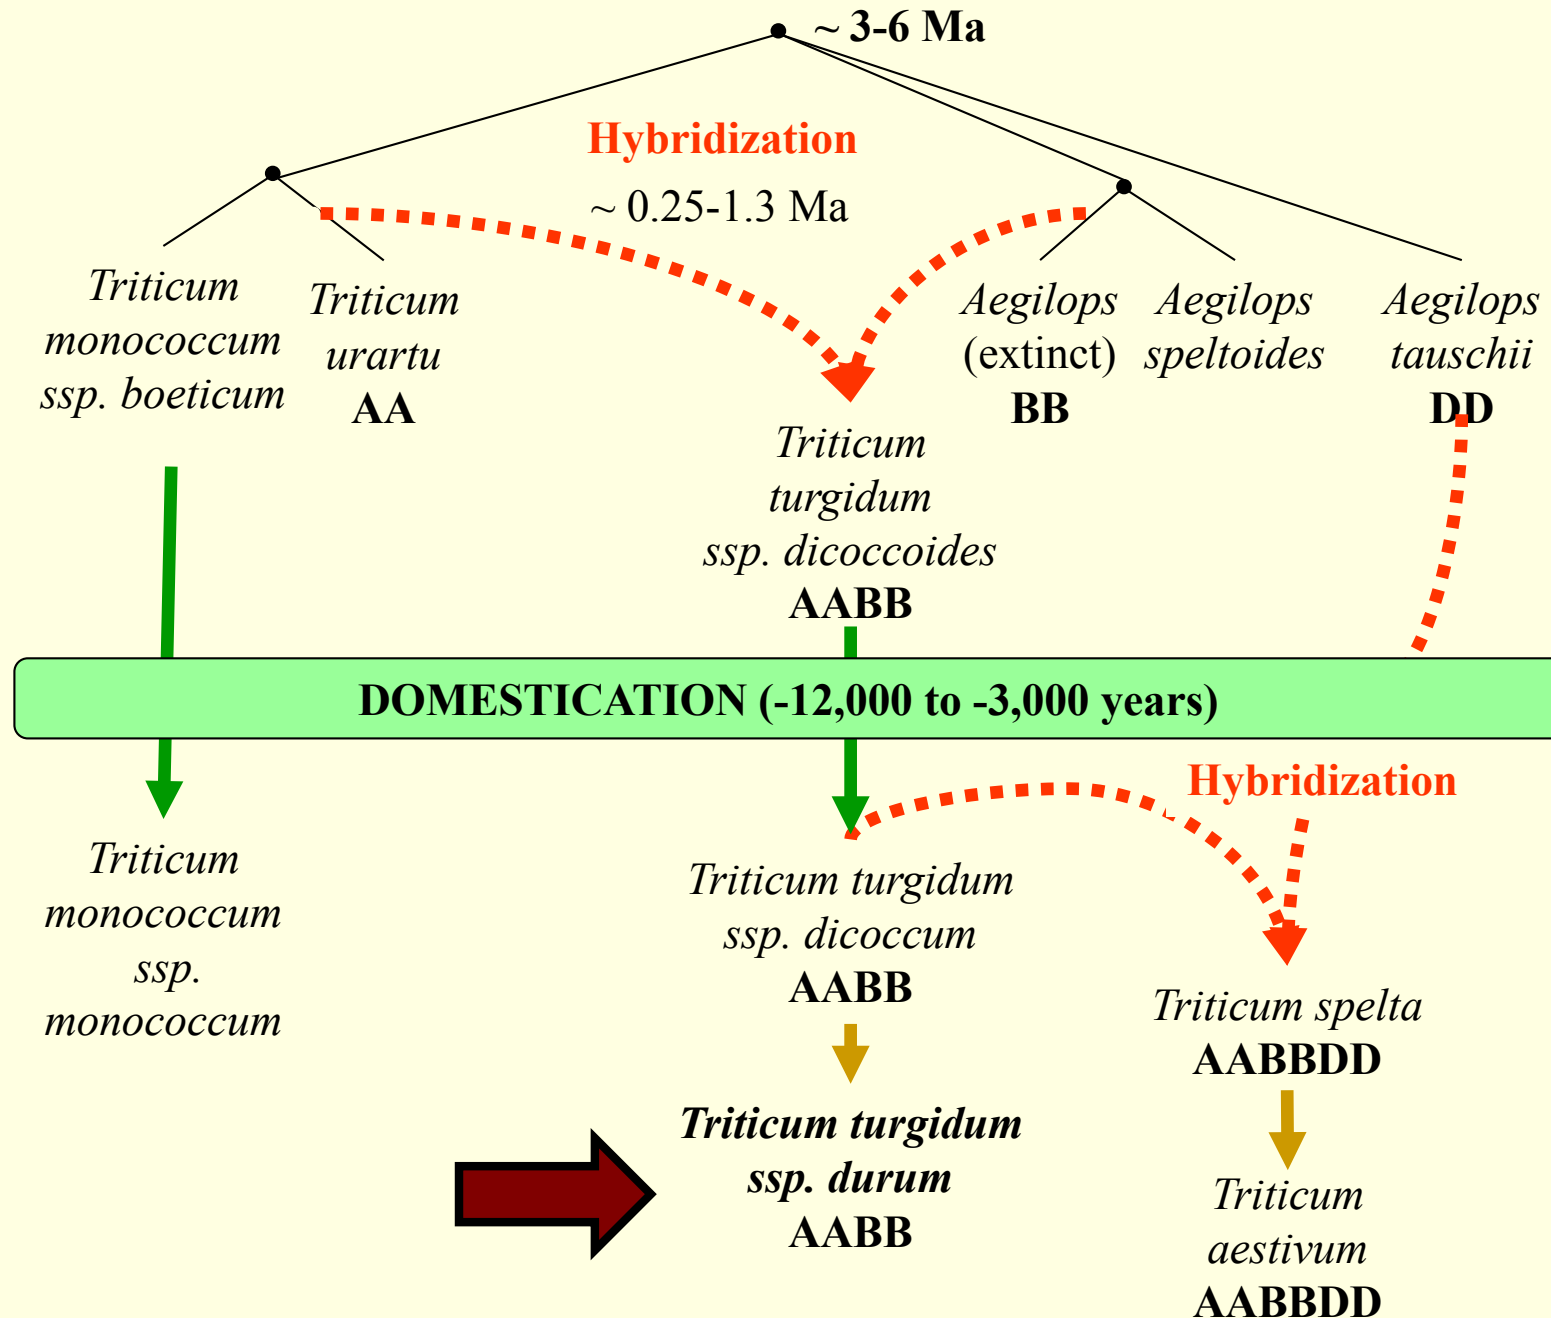 ~ 3-6 Ma
Hybridization
~ 0.25-1.3 Ma
Triticum
monococcum
ssp. boeticum
Triticum
urartu
AA
Aegilops
(extinct)
BB
Aegilops
speltoides
Aegilops
tauschii
DD
Triticum
turgidum
ssp. dicoccoides
AABB
DOMESTICATION (-12,000 to -3,000 years)
Hybridization
Triticum
monococcum
ssp.
monococcum
Triticum turgidum
ssp. dicoccum
AABB
Triticum spelta
AABBDD
Triticum turgidum
ssp. durum
AABB
Triticum
aestivum
AABBDD